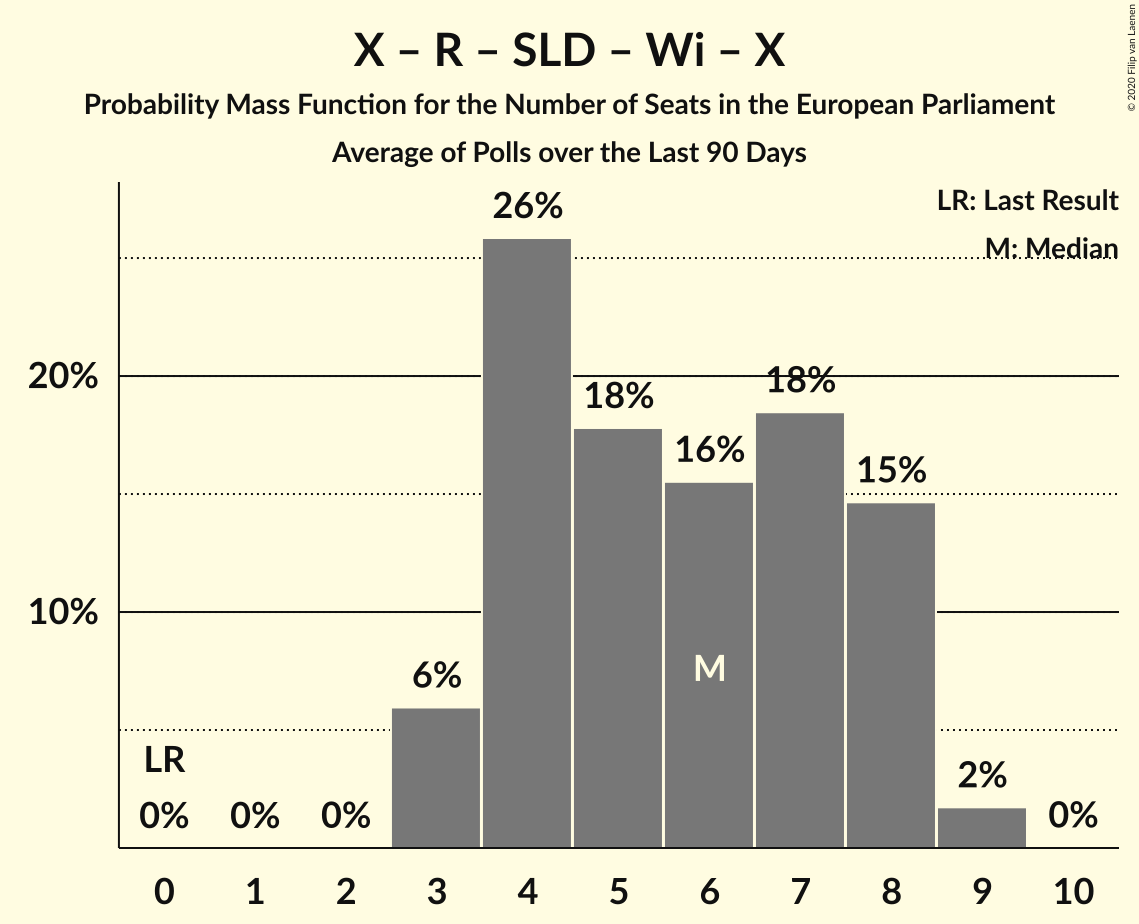 X – R – SLD – Wi – X
Probability Mass Function for the Number of Seats in the European Parliament
Average of Polls over the Last 90 Days
© 2020 Filip van Laenen
LR: Last Result
M: Median
26%
20%
18%
18%
16%
15%
10%
6%
M
LR
2%
0%
0%
0%
0%
0 1 2 3 4 5 6 7 8 9 10